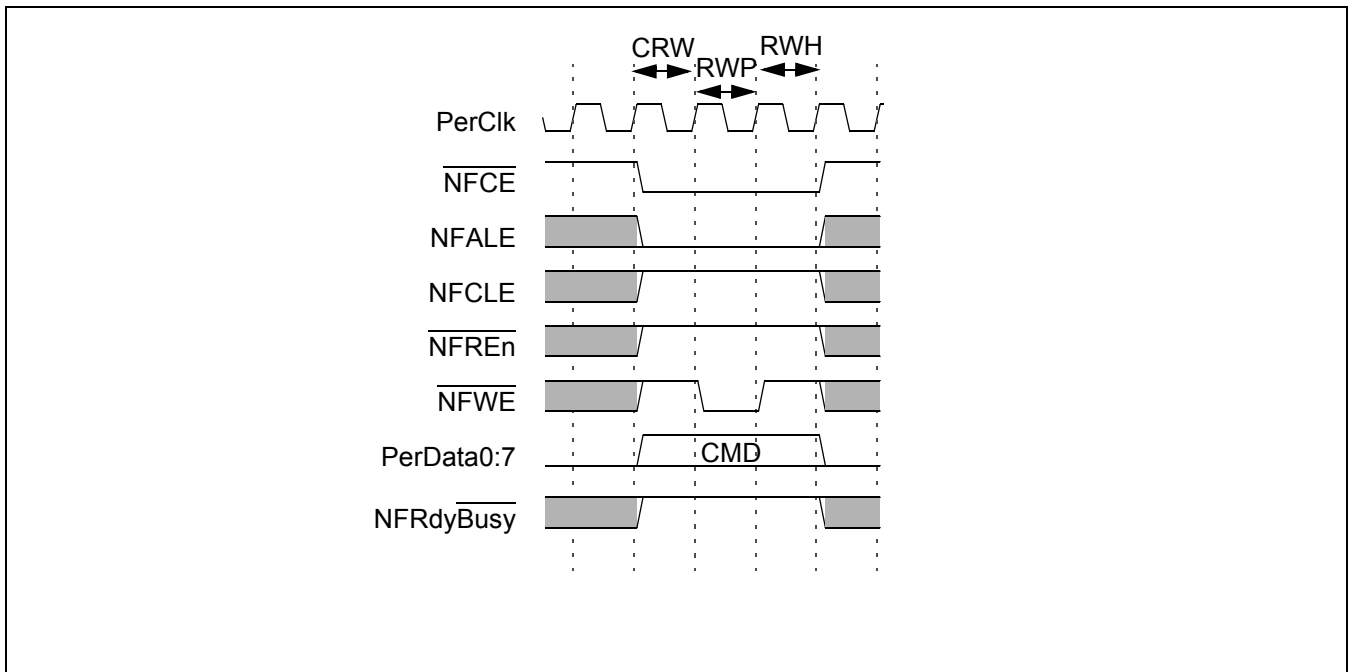 CRW
RWP
RWH
PerClk
NFCE
NFALE
NFCLE
NFREn
NFWE
PerData0:7
CMD
NFRdyBusy